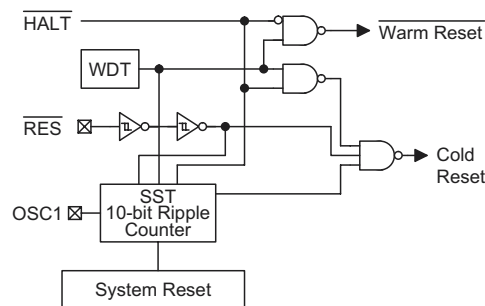 HALT
Warm Reset
WDT
RES
Cold
Reset
SST
10-bit Ripple
Counter
OSC1
System Reset